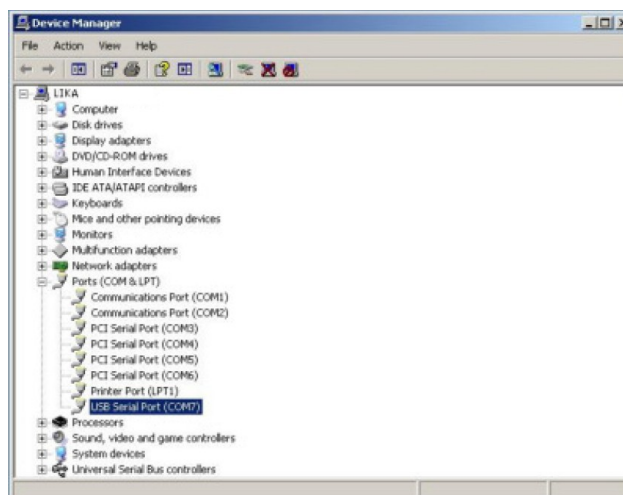 Device Manager
File Action View Help
LIKA
Computer
Disk drives
Display adapters
DVD/CD-ROM drives
Human Interface Devices
IDE ATA/ATAPI controllers
Keyboards
Mice and other pointing devices
Monitors
Multifunction adapters
Network adapters
Ports (COM & LPT)
Communications Port (COM1)
Communications Port (COM2)
PCI Serial Port (COM3)
PCI Serial Port (COM4)
PCI Serial Port (COM5)
PCI Serial Port (COM6)
Printer Port (LPT1)
USB Serial Port (COM7)
Processors
Sound, video and game controllers
System devices
Universal Serial Bus controllers